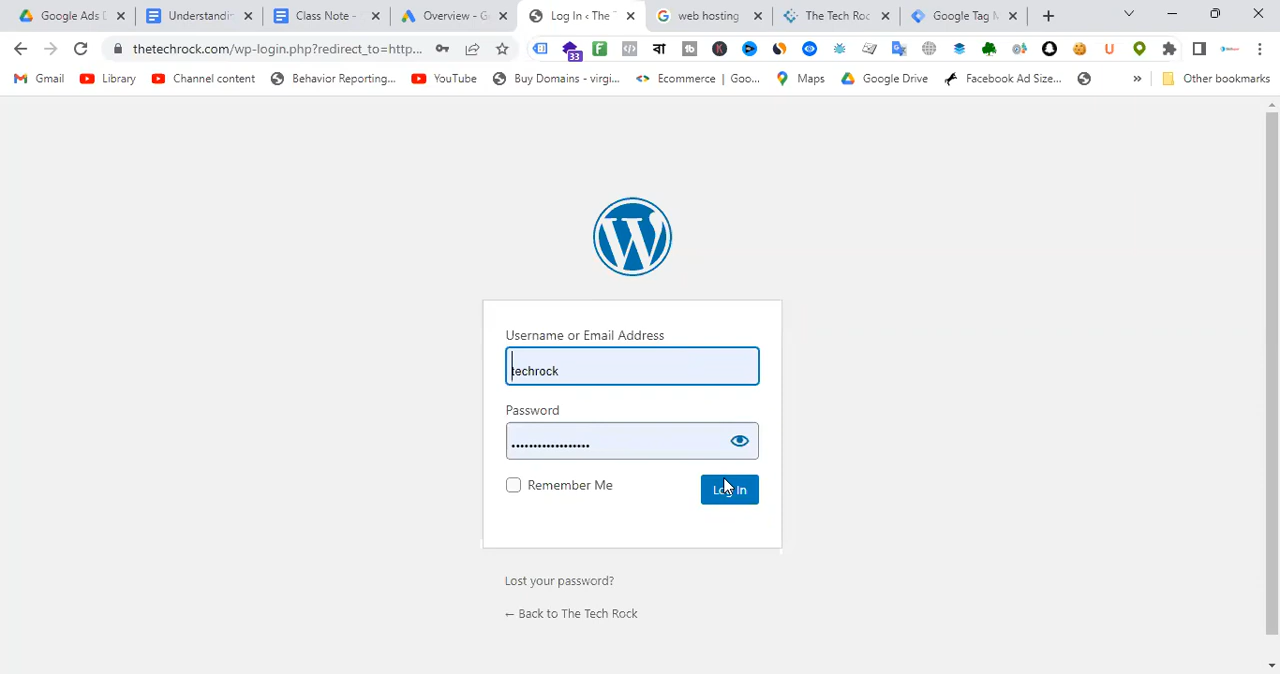 Google Ads D
Understandin
Class Note -
Overview - G
Log In ‹ The T
web hosting
The Tech Roc
Google Tag M
thetechrock.com/wp-login.php?redirect_to=http...
33
Gmail
Library
Channel content
Behavior Reporting...
YouTube
Buy Domains - virgi...
Ecommerce | Goo...
Maps
Google Drive
Facebook Ad Size...
»
Other bookmarks
Username or Email Address
techrock
Password
••••••••••••••••••
Remember Me
Log In
Lost your password?
← Back to The Tech Rock